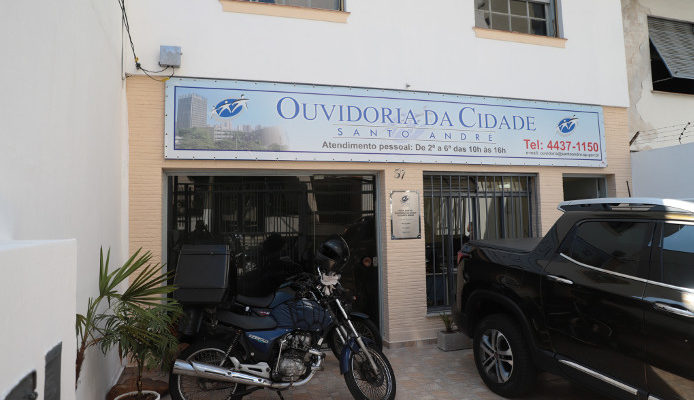 OUVIDORIA DA CIDADE
SANTO ANDRÉ
Atendimento pessoal: De 2ª a 6ª das 10h às 16h
Tel: 4437-1150
57